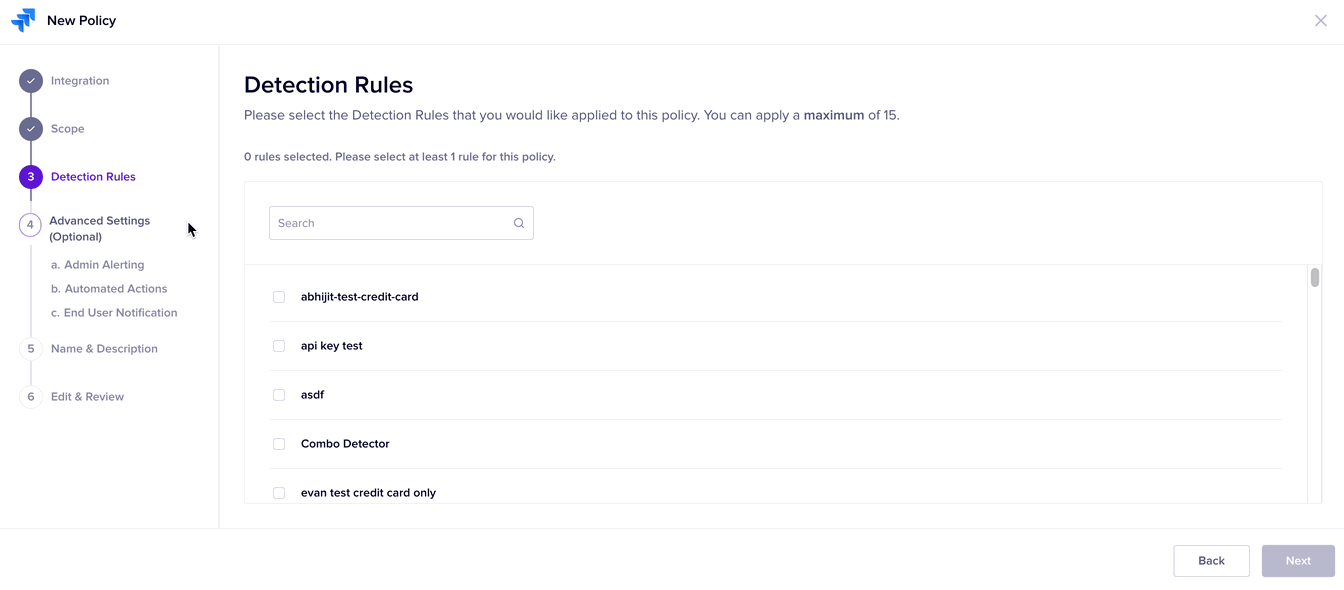 New Policy
Integration
Scope
3 Detection Rules
4 Advanced Settings
(Optional)
a. Admin Alerting
b. Automated Actions
c. End User Notification
5 Name & Description
6 Edit & Review
Detection Rules
Please select the Detection Rules that you would like applied to this policy. You can apply a maximum of 15.
0 rules selected. Please select at least 1 rule for this policy.
Search
abhijit-test-credit-card
api key test
asdf
Combo Detector
evan test credit card only
Back
Next